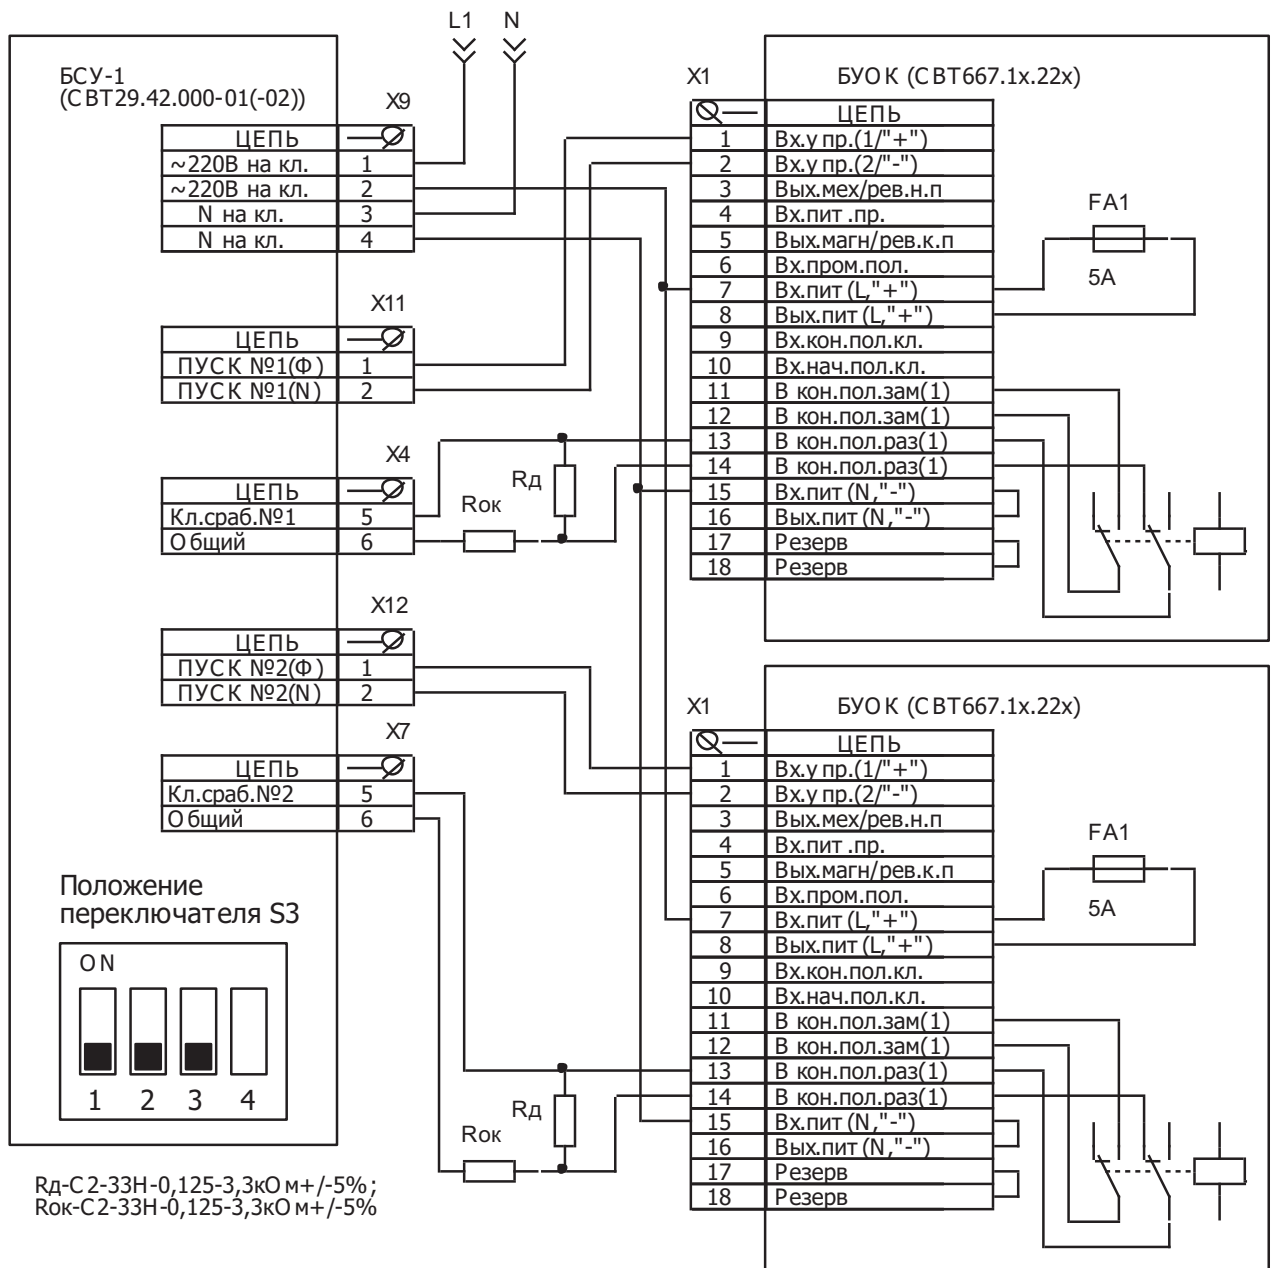 L1 N
БСУ-1
(СВТ29.42.000-01(-02))
X9
ЦЕПЬ
~220В на кл. 1
~220В на кл. 2
N на кл. 3
N на кл. 4
X11
ЦЕПЬ
ПУСК №1(Ф) 1
ПУСК №1(N) 2
X4
ЦЕПЬ
Кл.сраб.№1 5
Общий 6
Rок
Rд
X12
ЦЕПЬ
ПУСК №2(Ф) 1
ПУСК №2(N) 2
X7
ЦЕПЬ
Кл.сраб.№2 5
Общий 6
Rок
Rд
Положение
переключателя S3
ON
1 2 3 4
Rд-С2-33Н-0,125-3,3кОм+/-5%;
Rок-С2-33Н-0,125-3,3кОм+/-5%
X1
БУОК (СВТ667.1х.22х)
ЦЕПЬ
1 Вх.упр.(1/"+")
2 Вх.упр.(2/"-")
3 Вых.мех/рев.н.п
4 Вх.пит.пр.
5 Вых.магн/рев.к.п
6 Вх.пром.пол.
7 Вх.пит(L,"+")
8 Вых.пит(L,"+")
9 Вх.кон.пол.кл.
10 Вх.нач.пол.кл.
11 В кон.пол.зам(1)
12 В кон.пол.зам(1)
13 В кон.пол.раз(1)
14 В кон.пол.раз(1)
15 Вх.пит(N,"-")
16 Вых.пит(N,"-")
17 Резерв
18 Резерв
FA1
5А
X1
БУОК (СВТ667.1х.22х)
ЦЕПЬ
1 Вх.упр.(1/"+")
2 Вх.упр.(2/"-")
3 Вых.мех/рев.н.п
4 Вх.пит.пр.
5 Вых.магн/рев.к.п
6 Вх.пром.пол.
7 Вх.пит(L,"+")
8 Вых.пит(L,"+")
9 Вх.кон.пол.кл.
10 Вх.нач.пол.кл.
11 В кон.пол.зам(1)
12 В кон.пол.зам(1)
13 В кон.пол.раз(1)
14 В кон.пол.раз(1)
15 Вх.пит(N,"-")
16 Вых.пит(N,"-")
17 Резерв
18 Резерв
FA1
5А